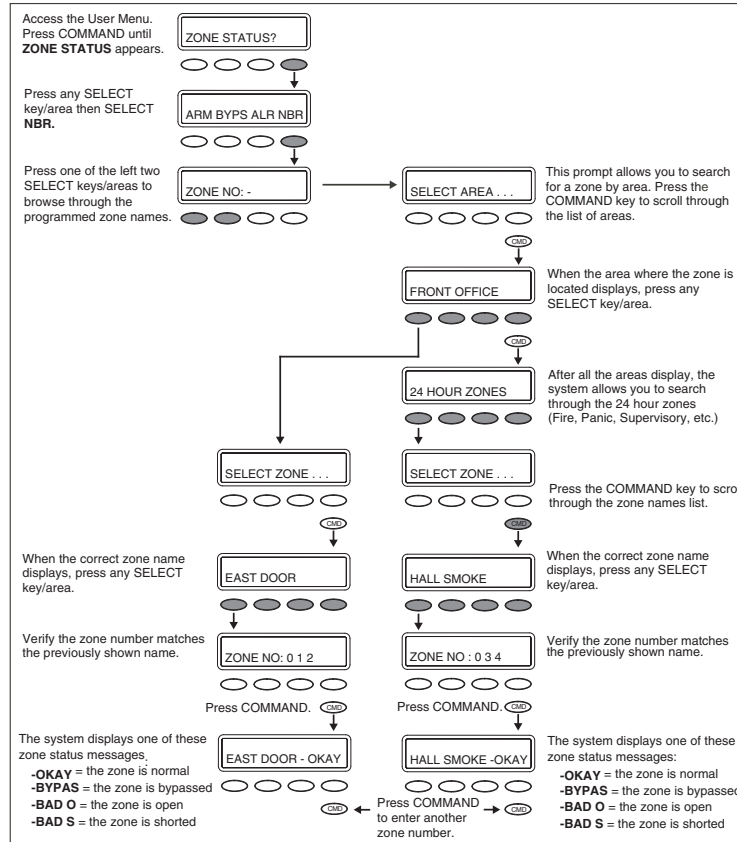 Access the User Menu.
Press COMMAND until
ZONE STATUS appears.
ZONE STATUS?
Press any SELECT
key/area then SELECT
NBR.
ARM BYPS ALR NBR
Press one of the left two
SELECT keys/areas to
browse through the
programmed zone names.
ZONE NO: -
SELECT AREA . . .
This prompt allows you to search
for a zone by area. Press the
COMMAND key to scroll through
the list of areas.
CMD
FRONT OFFICE
When the area where the zone is
located displays, press any
SELECT key/area.
CMD
24 HOUR ZONES
After all the areas display, the
system allows you to search
through the 24 hour zones
(Fire, Panic, Supervisory, etc.)
SELECT ZONE . . .
SELECT ZONE . . .
Press the COMMAND key to scro
through the zone names list.
CMD
CMD
When the correct zone name
displays, press any SELECT
key/area.
EAST DOOR
HALL SMOKE
When the correct zone name
displays, press any SELECT
key/area.
Verify the zone number matches
the previously shown name.
ZONE NO: 0 1 2
ZONE NO : 0 3 4
Verify the zone number matches
the previously shown name.
Press COMMAND. CMD
Press COMMAND. CMD
The system displays one of these
zone status messages
-OKAY = the zone is normal
-BYPAS = the zone is bypassed
-BAD O = the zone is open
-BAD S = the zone is shorted
EAST DOOR - OKAY
HALL SMOKE -OKAY
The system displays one of these
zone status messages:
-OKAY = the zone is normal
-BYPAS = the zone is bypassed
-BAD O = the zone is open
-BAD S = the zone is shorted
CMD
Press COMMAND
to enter another
zone number.
CMD